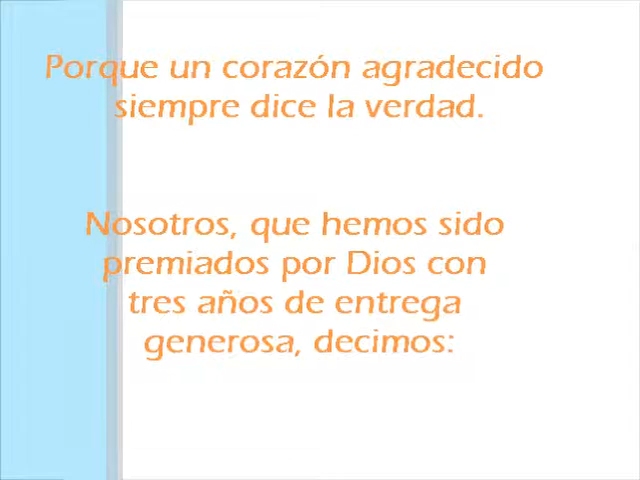 Porque un corazón agradecido
siempre dice la verdad.
Nosotros, que hemos sido
premiados por Dios con
tres años de entrega
generosa, decimos: